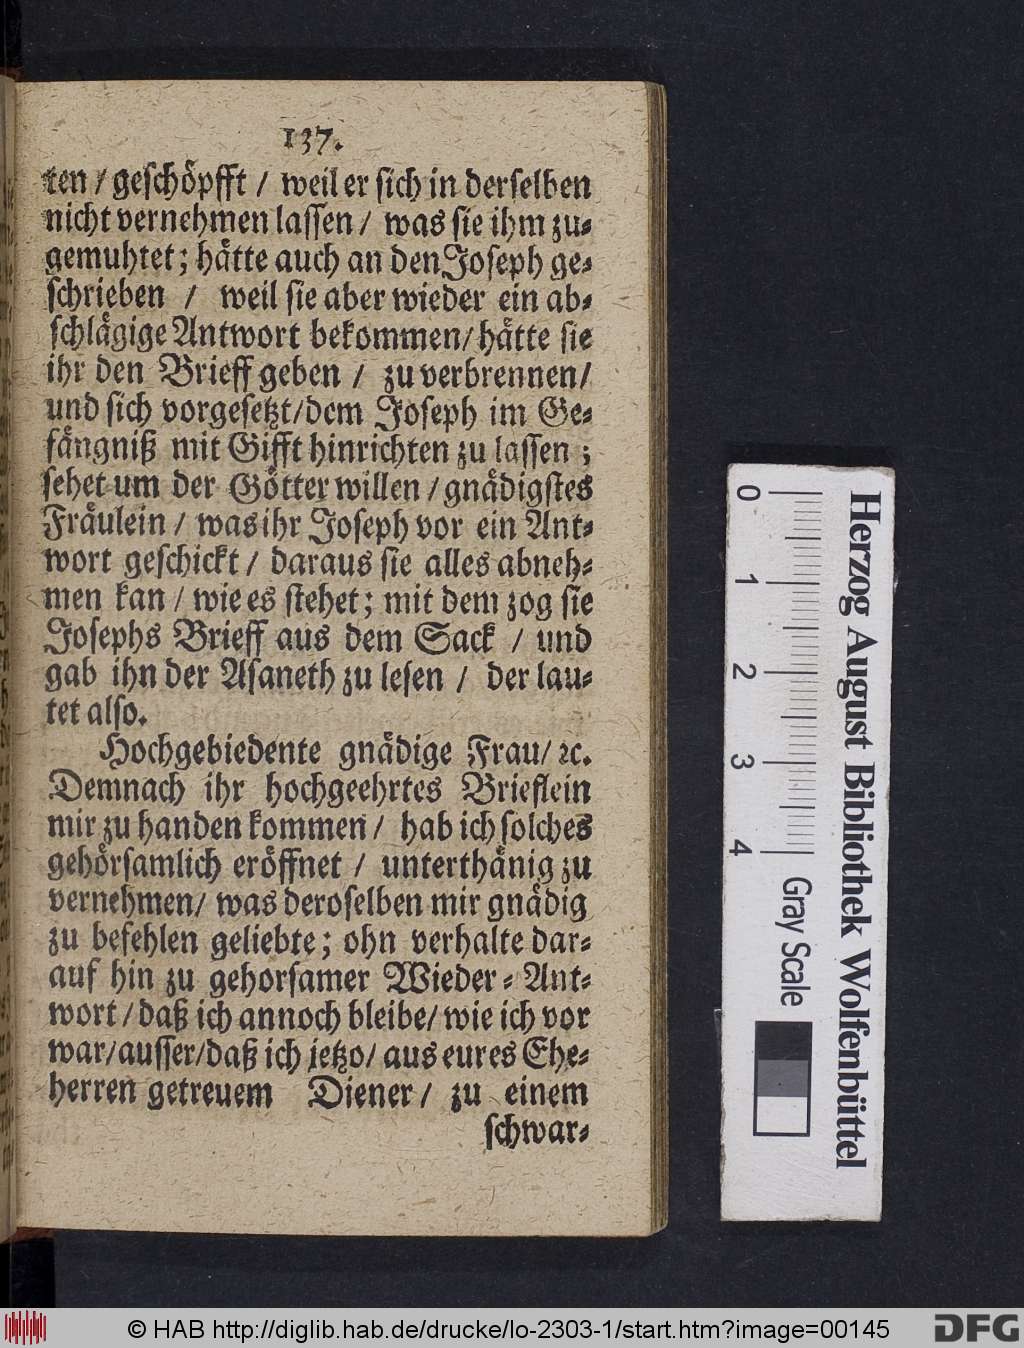 137.
ten / geschöpfft / weil er sich in derselben
nicht vernehmen lassen / was sie ihm zu-
gemuhtet; hätte auch an den Joseph ge-
schrieben / weil sie aber wieder ein ab-
schlägige Antwort bekommen/ hätte sie
ihr den Brieff geben / zu verbrennen/
und sich vorgesetzt/dem Joseph im Ge-
fängniß mit Gifft hinrichten zu lassen ;
sehet um der Götter willen / gnädigstes
Fräulein / was ihr Joseph vor ein Ant-
wort geschickt / daraus sie alles abneh-
men kan / wie es stehet; mit dem zog sie
Josephs Brieff aus dem Sack / und
gab ihn der Asaneth zu lesen / der lau-
tet also.
Hochgebiedente gnädige Frau/ ꝛc.
Demnach ihr hochgeehrtes Brieflein
mir zu handen kommen / hab ich solches
gehörsamlich eröffnet / unterthänig zu
vernehmen/ was deroselben mir gnädig
zu befehlen geliebte; ohn verhalte dar-
auf hin zu gehorsamer Wieder-Ant-
wort / daß ich annoch bleibe/ wie ich vor
war/ausser/daß ich jetzo/ aus eures Ehe-
herren getreuem Diener / zu einem
schwar-
0 1 2 3 4 Gray Scale
Herzog August Bibliothek Wolfenbüttel
© HAB http://diglib.hab.de/drucke/lo-2303-1/start.htm?image=00145
DFG